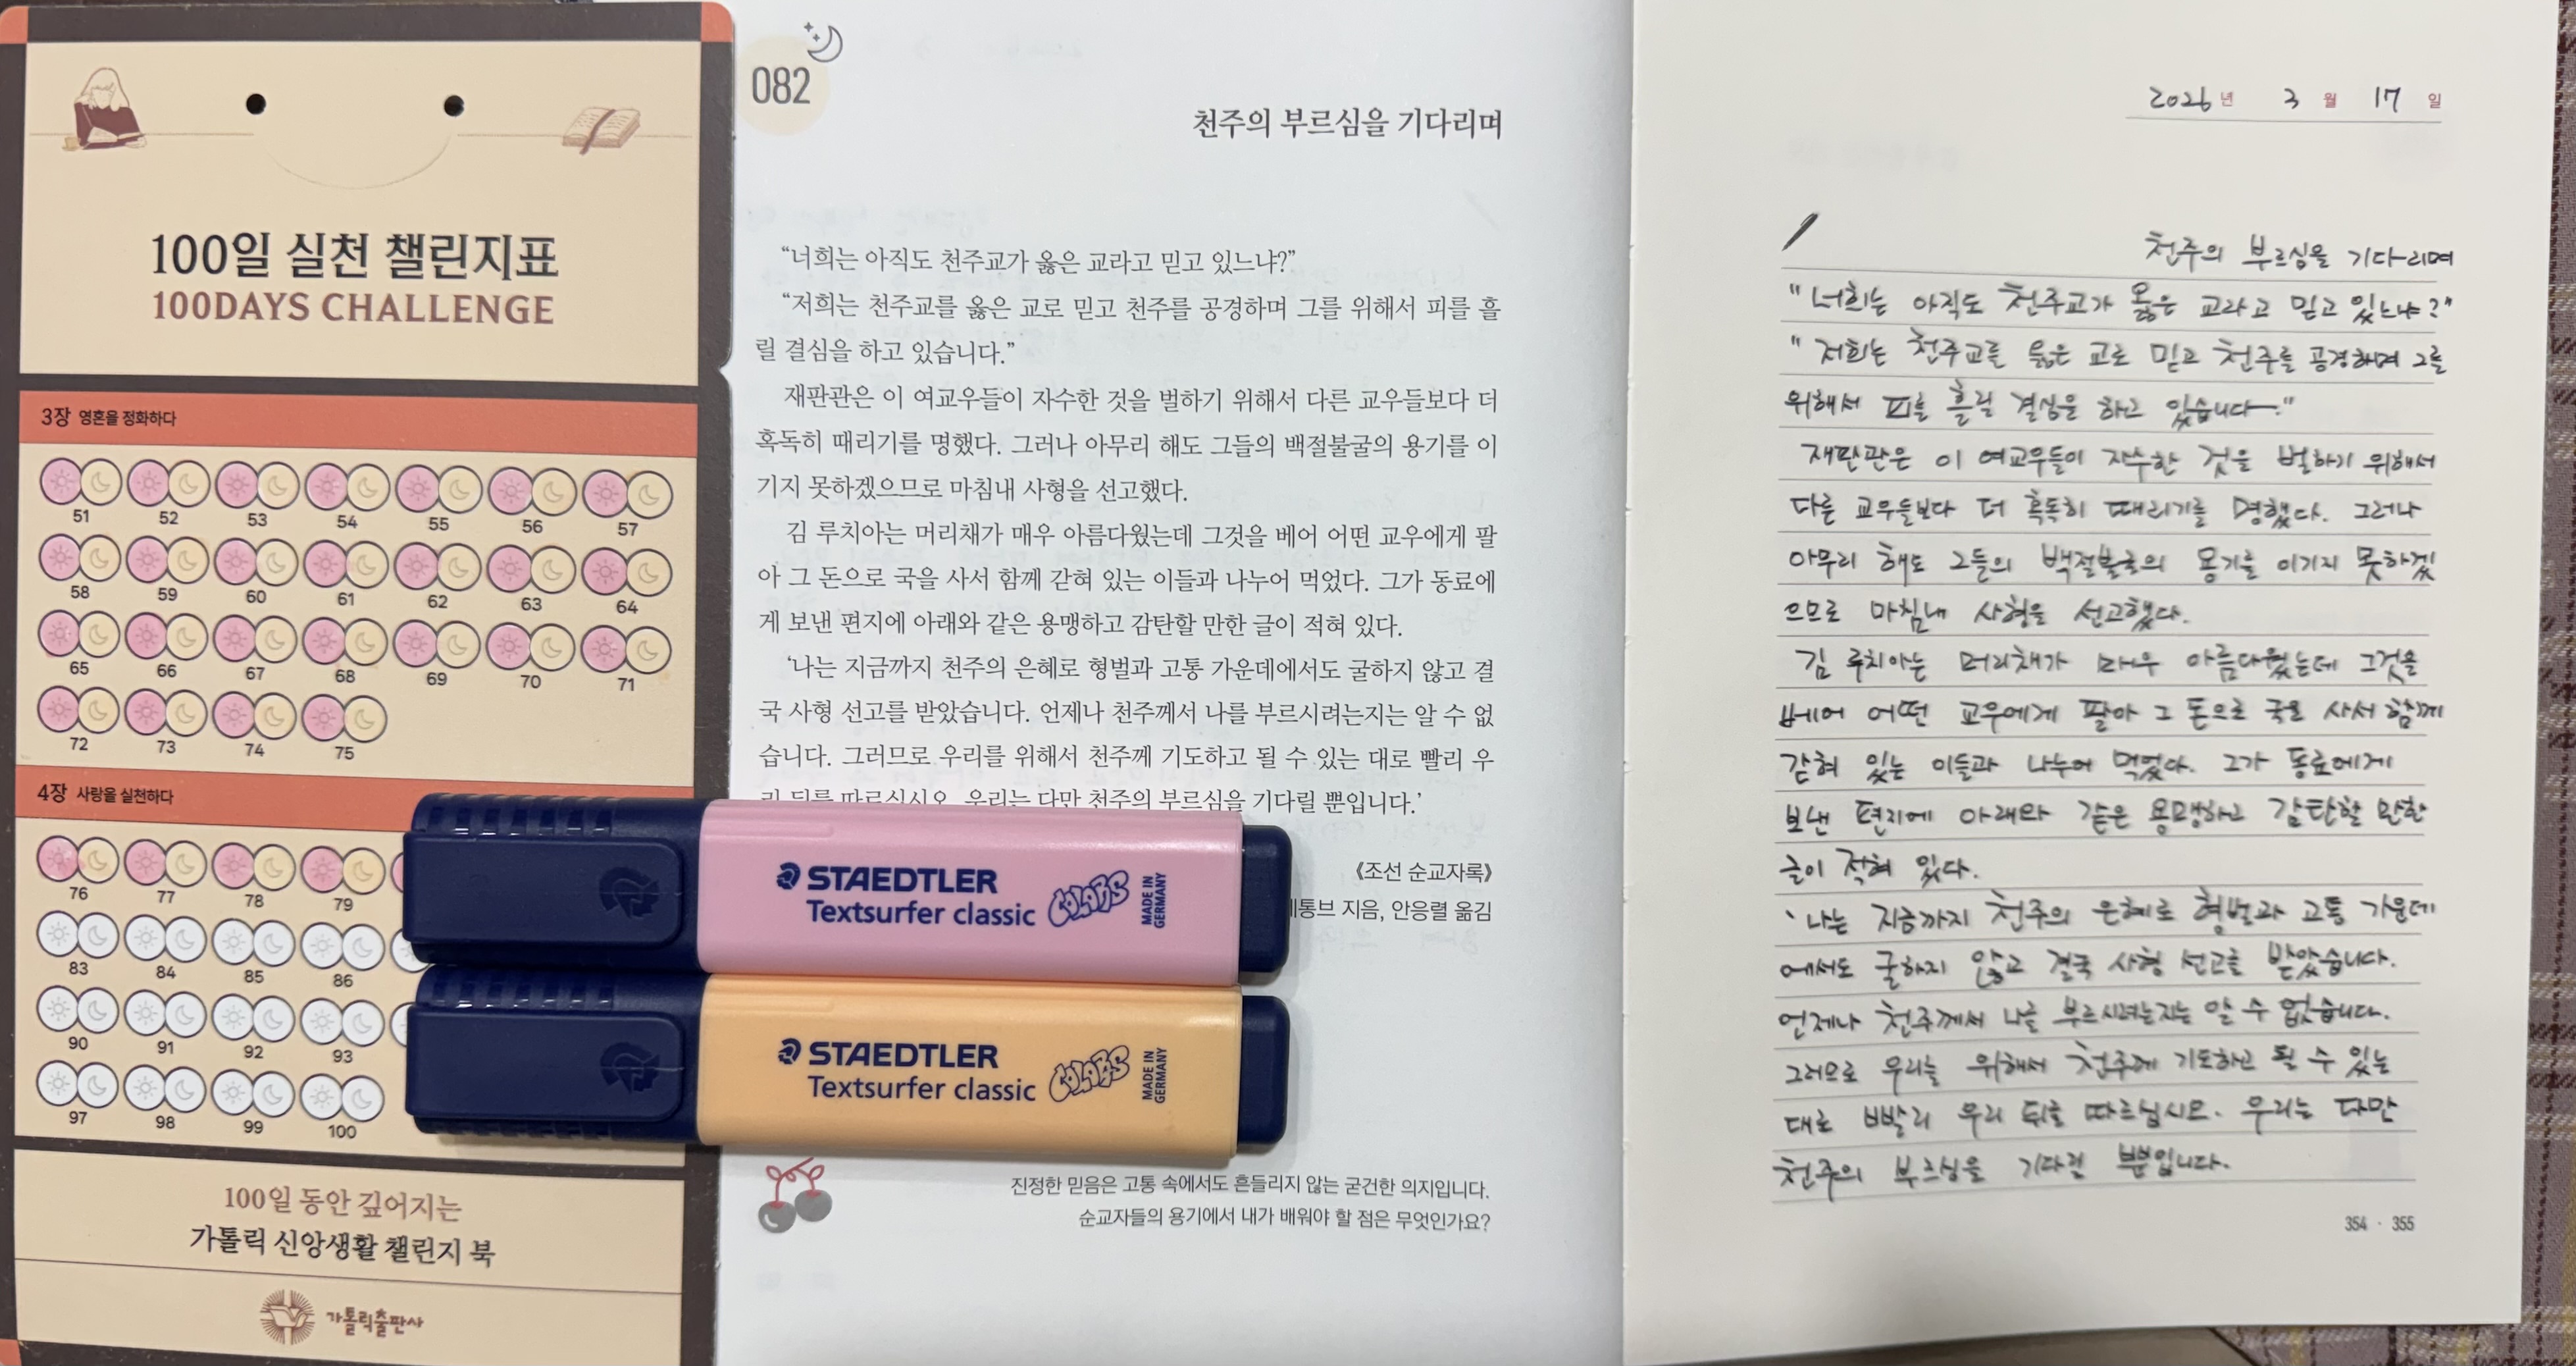 100일 실천 챌린지표
100DAYS CHALLENGE
3장 영혼을 정화하다
51 52 53 54 55 56 57
58 59 60 61 62 63 64
65 66 67 68 69 70 71
72 73 74 75
4장 사랑을 실천하다
76 77 78 79
83 84 85 86
90 91 92 93
97 98 99 100
100일 동안 깊어지는
가톨릭 신앙생활 챌린지 북
가톨릭출판사
082
천주의 부르심을 기다리며
“너희는 아직도 천주교가 옳은 교라고 믿고 있느냐?”
“저희는 천주교를 옳은 교로 믿고 천주를 공경하며 그를 위해서 피를 흘
릴 결심을 하고 있습니다.”
재판관은 이 여교우들이 자수한 것을 벌하기 위해서 다른 교우들보다 더
혹독히 때리기를 명했다. 그러나 아무리 해도 그들의 백절불굴의 용기를 이
기지 못하겠으므로 마침내 사형을 선고했다.
김 루치아는 머리채가 매우 아름다웠는데 그것을 베어 어떤 교우에게 팔
아 그 돈으로 국을 사서 함께 갇혀 있는 이들과 나누어 먹었다. 그가 동료에
게 보낸 편지에 아래와 같은 용맹하고 감탄할 만한 글이 적혀 있다.
‘나는 지금까지 천주의 은혜로 형벌과 고통 가운데에서도 굴하지 않고 결
국 사형 선고를 받았습니다. 언제나 천주께서 나를 부르시려는지는 알 수 없
습니다. 그러므로 우리를 위해서 천주께 기도하고 될 수 있는 대로 빨리 우
리 뒤를 따르십시오. 우리는 다만 천주의 부르심을 기다릴 뿐입니다.’
《조선 순교자록》
지음, 안응렬 옮김
STAEDTLER
Textsurfer classic COLORS MADE IN GERMANY
STAEDTLER
Textsurfer classic COLORS MADE IN GERMANY
진정한 믿음은 고통 속에서도 흔들리지 않는 굳건한 의지입니다.
순교자들의 용기에서 내가 배워야 할 점은 무엇인가요?
2026년 3월 17일
천주의 부르심을 기다리며
"너희는 아직도 천주교가 옳은 교라고 믿고 있느냐?"
"저희는 천주교를 옳은 교로 믿고 천주를 공경하며 그를
위해서 피를 흘릴 결심을 하고 있습니다."
재판관은 이 여교우들이 자수한 것을 벌하기 위해서
다른 교우들보다 더 혹독히 때리기를 명했다. 그러나
아무리 해도 그들의 백절불굴의 용기를 이기지 못하겠
으므로 마침내 사형을 선고했다.
김 루치아는 머리채가 매우 아름다웠는데 그것을
베어 어떤 교우에게 팔아 그 돈으로 국을 사서 함께
갇혀 있는 이들과 나누어 먹었다. 그가 동료에게
보낸 편지에 아래와 같은 용맹하고 감탄할 만한
글이 적혀 있다.
'나는 지금까지 천주의 은혜로 형벌과 고통 가운데
에서도 굴하지 않고 결국 사형 선고를 받았습니다.
언제나 천주께서 나를 부르시려는지는 알 수 없습니다.
그러므로 우리를 위해서 천주께 기도하고 될 수 있는
대로 빨리 우리 뒤를 따르십시오. 우리는 다만
천주의 부르심을 기다릴 뿐입니다.
354 · 355